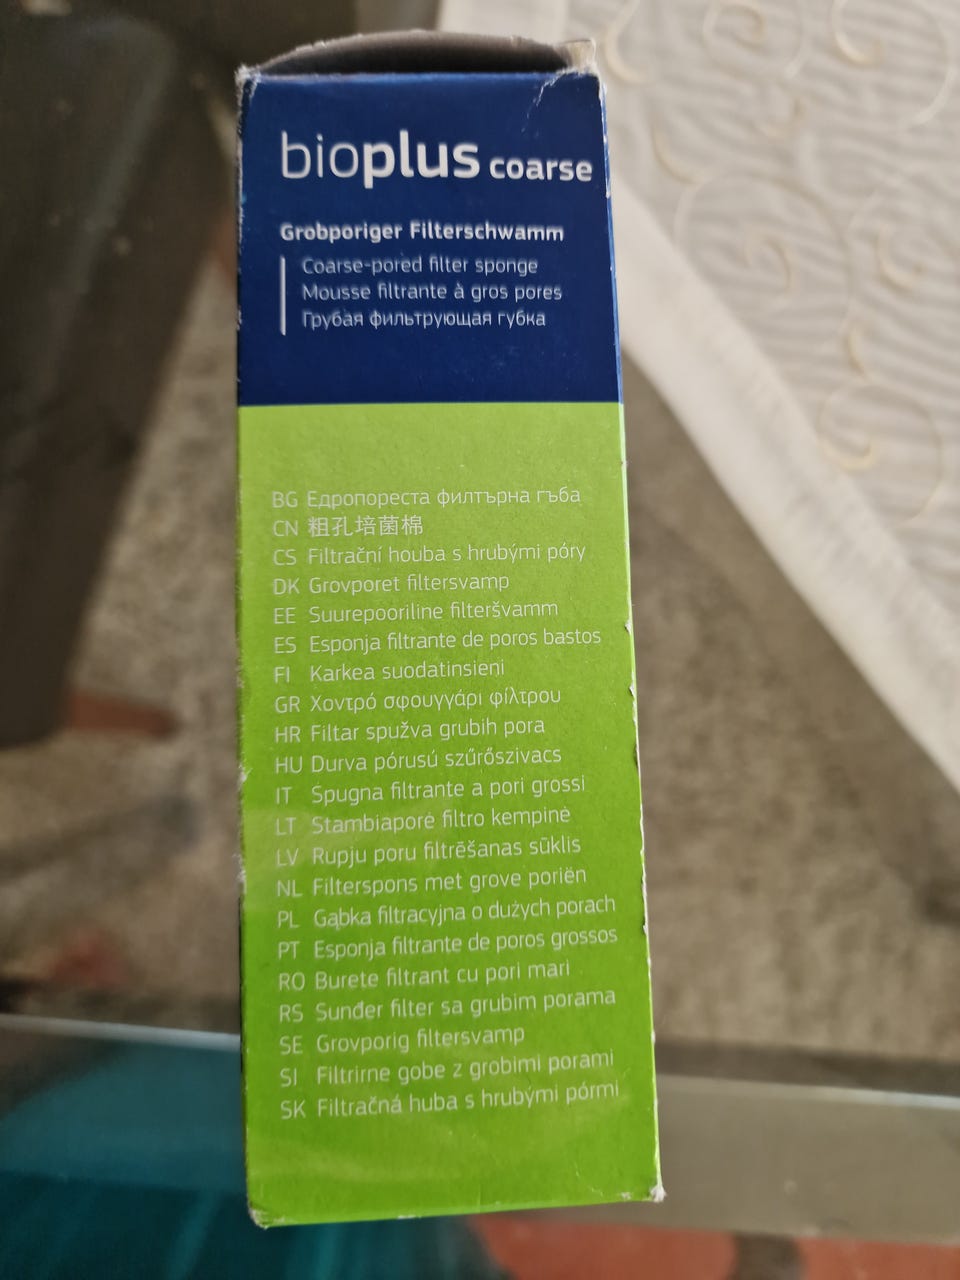 bioplus coarse
Grobporiger Filterschwamm
Coarse-pored filter sponge
Mousse filtrante à gros pores
Грубая фильтрующая губка
BG Едропореста филтърна гъба
CN 粗孔培菌棉
CS Filtrační houba s hrubými póry
DK Grovporet filtersvamp
EE Suurepooriline filteršvamm
ES Esponja filtrante de poros bastos
FI Karkea suodatinsieni
GR Χοντρό σφουγγάρι φίλτρου
HR Filtar spužva grubih pora
HU Durva pórusú szűrőszivacs
IT Spugna filtrante a pori grossi
LT Stambiaporė filtro kempinė
LV Rupju poru filtrēšanas sūklis
NL Filterspons met grove poriën
PL Gąbka filtracyjna o dużych porach
PT Esponja filtrante de poros grossos
RO Burete filtrant cu pori mari
RS Sunđer filter sa grubim porama
SE Grovporig filtersvamp
SI Filtrirne gobe z grobimi porami
SK Filtračná huba s hrubými pórmi